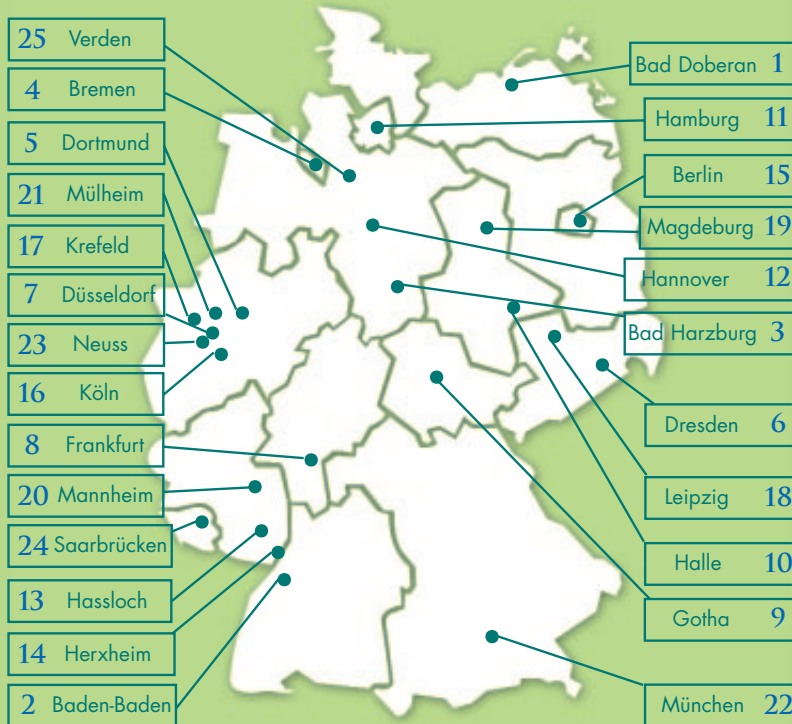 25 Verden
4 Bremen
5 Dortmund
21 Mülheim
17 Krefeld
7 Düsseldorf
23 Neuss
16 Köln
8 Frankfurt
20 Mannheim
24 Saarbrücken
13 Hassloch
14 Herxheim
2 Baden-Baden
Bad Doberan 1
Hamburg 11
Berlin 15
Magdeburg 19
Hannover 12
Bad Harzburg 3
Dresden 6
Leipzig 18
Halle 10
Gotha 9
München 22